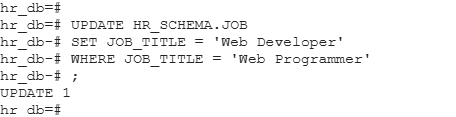 hr_db=#
hr_db=# UPDATE HR_SCHEMA.JOB
hr_db-# SET JOB_TITLE = 'Web Developer'
hr_db-# WHERE JOB_TITLE = 'Web Programmer'
hr_db-# ;
UPDATE 1
hr_db=#